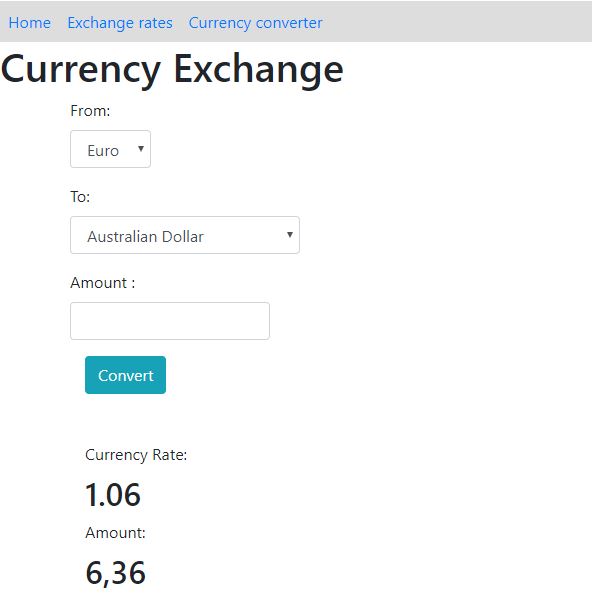 Home Exchange rates Currency converter
Currency Exchange
From:
Euro
To:
Australian Dollar
Amount :
Convert
Currency Rate:
1.06
Amount:
6,36